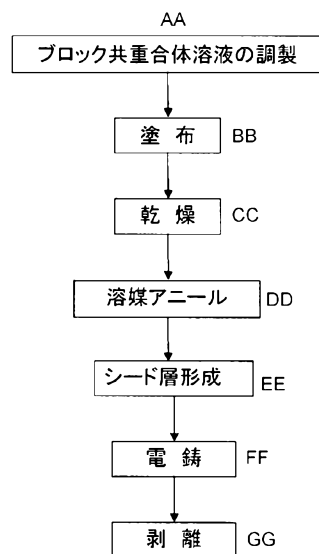 AA
ブロック共重合体溶液の調製
塗 布 BB
乾 燥 CC
溶媒アニール DD
シード層形成 EE
電 鋳 FF
剥 離 GG